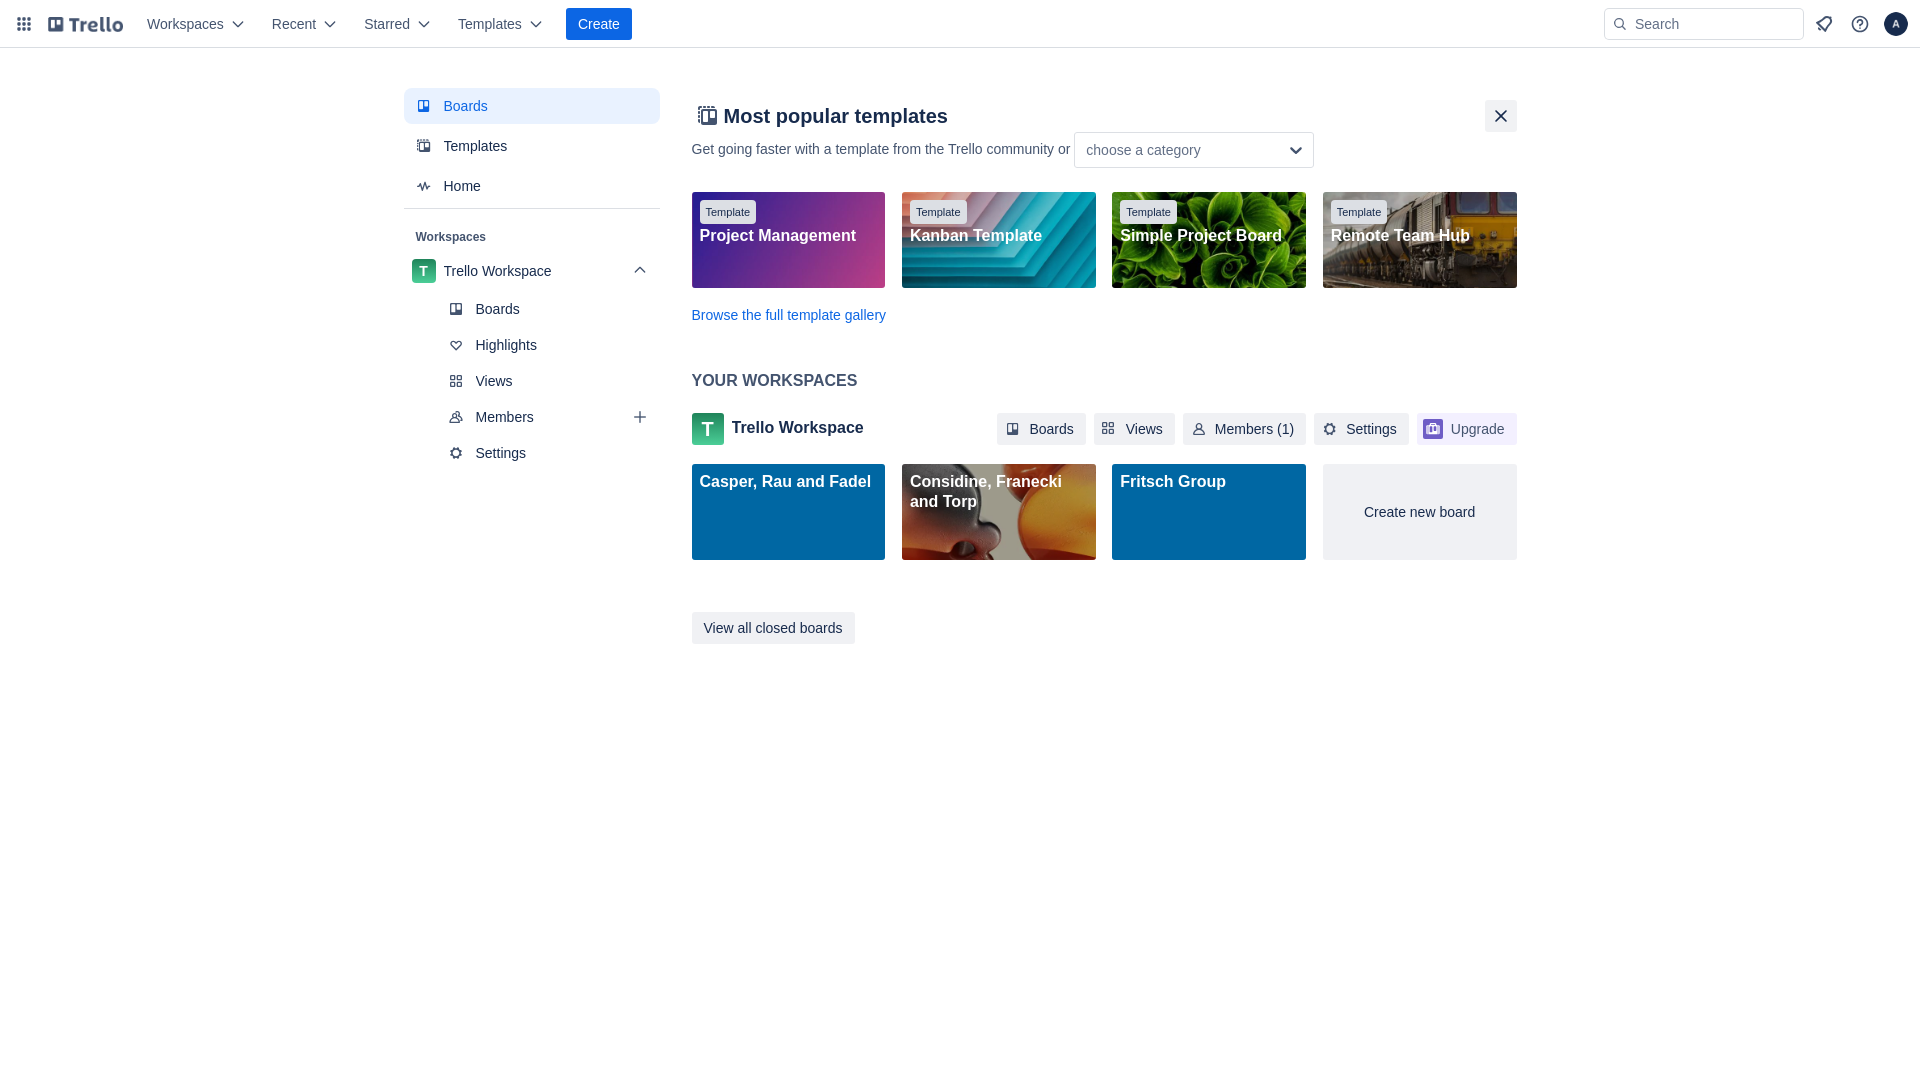 Trello
Workspaces
Recent
Starred
Templates
Create
Search
A
Boards
Templates
Home
Workspaces
T
Trello Workspace
Boards
Highlights
Views
Members
Settings
Most popular templates
Get going faster with a template from the Trello community or
choose a category
Template
Project Management
Template
Kanban Template
Template
Simple Project Board
Template
Remote Team Hub
Browse the full template gallery
YOUR WORKSPACES
T
Trello Workspace
Boards
Views
Members (1)
Settings
Upgrade
Casper, Rau and Fadel
Considine, Franecki
and Torp
Fritsch Group
Create new board
View all closed boards